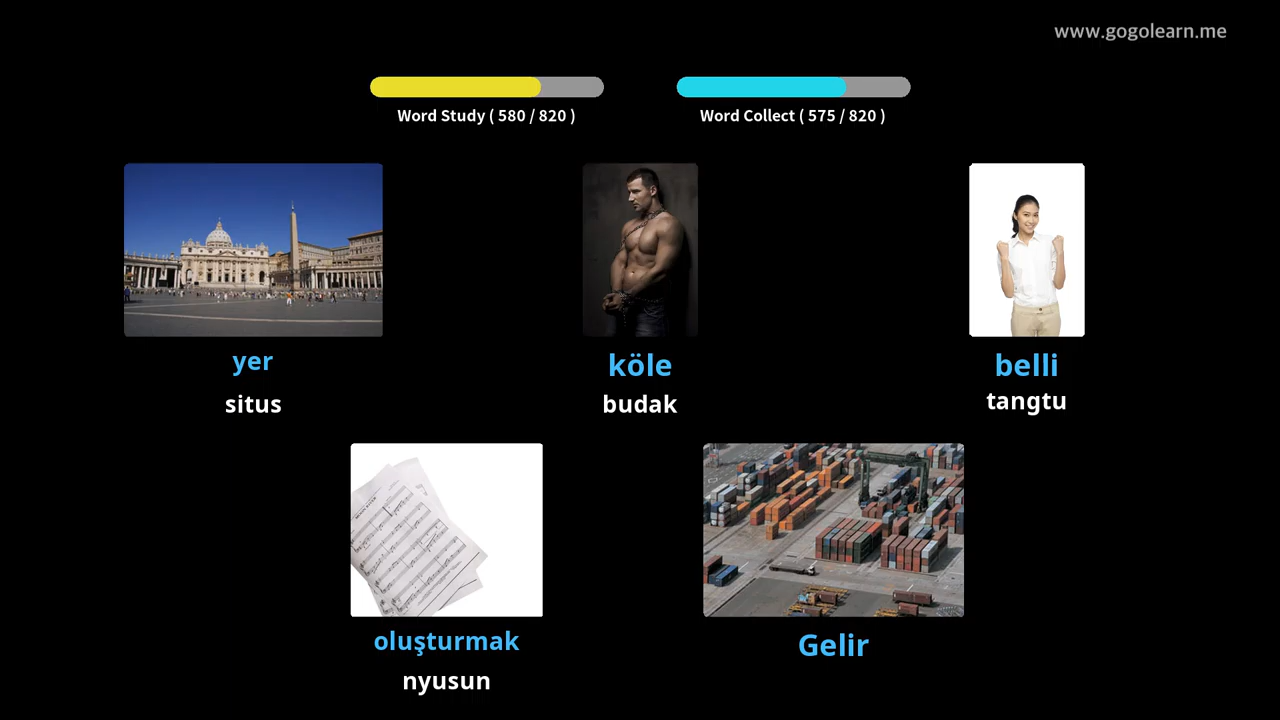 www.gogolearn.me
Word Study ( 580 / 820 )
Word Collect ( 575 / 820 )
yer
situs
köle
budak
belli
tangtu
oluşturmak
nyusun
Gelir